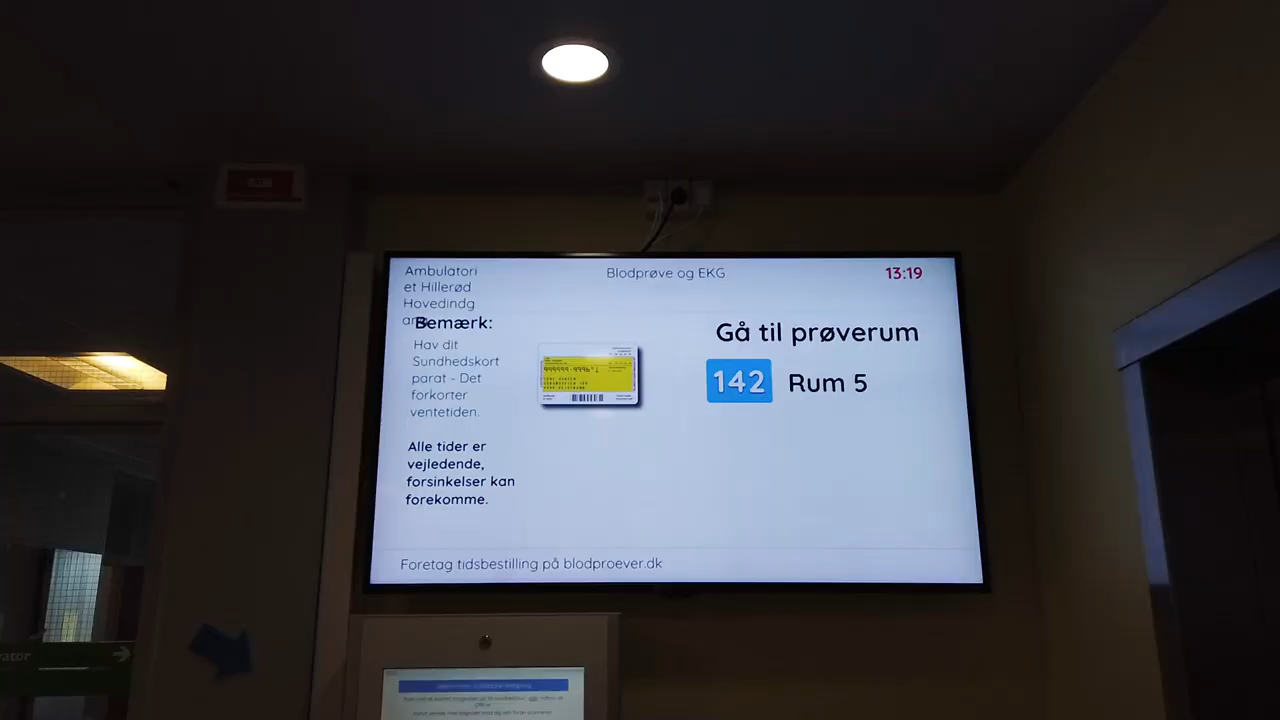 Ambulatori
et Hillerød
Hovedindg
ang
Blodprøve og EKG
13:19
Bemærk:
Hav dit
Sundhedskort
parat - Det
forkorter
ventetiden.
Alle tider er
vejledende,
forsinkelser kan
forekomme.
Gå til prøverum
142 Rum 5
Foretag tidsbestilling på blodproever.dk